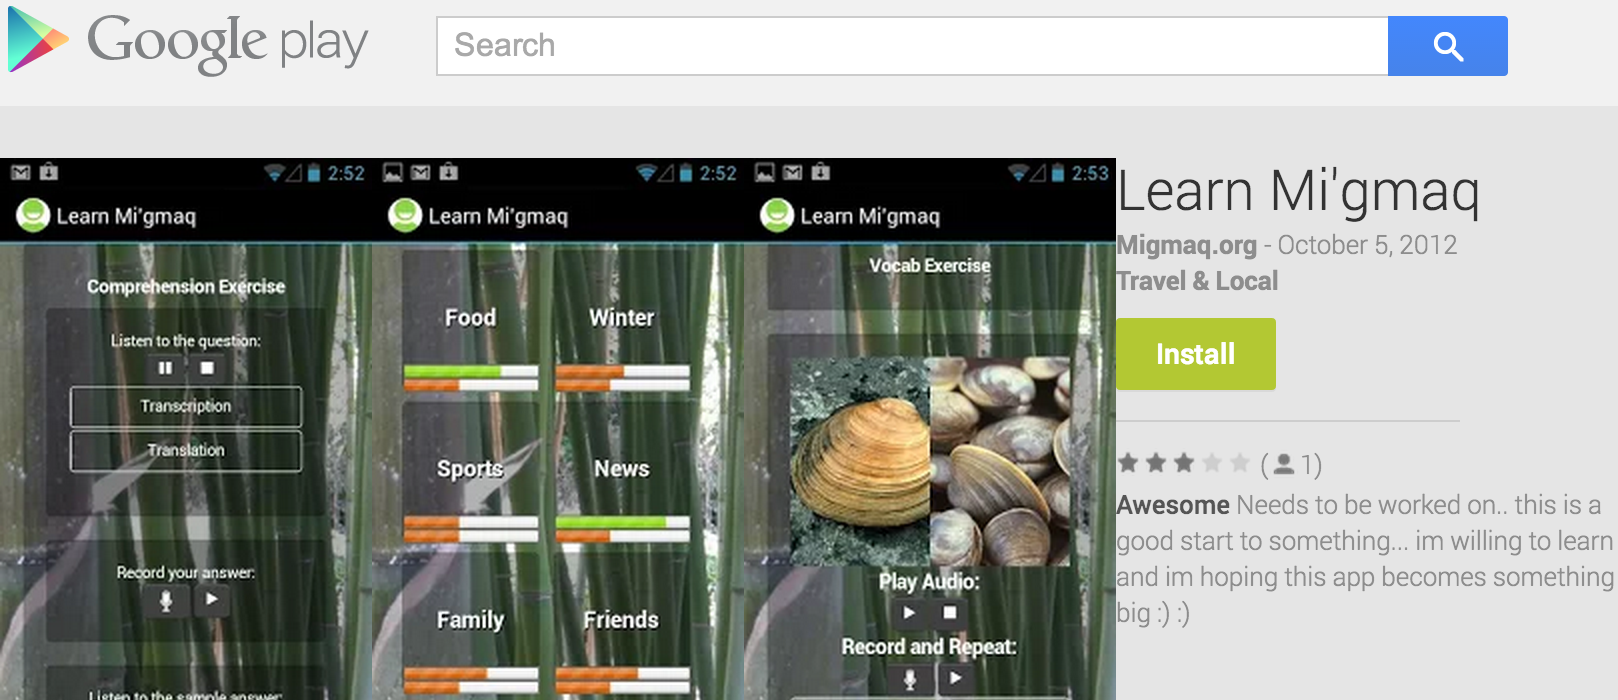 Google play
Search
2:52
Learn Mi'gmaq
Comprehension Exercise
Listen to the question:
Transcription
Translation
Record your answer:
Listen to the sample answer:
2:52
Learn Mi'gmaq
Food
Winter
Sports
News
Family
Friends
2:53
Learn Mi'gmaq
Vocab Exercise
Play Audio:
Record and Repeat:
Learn Mi'gmaq
Migmaq.org - October 5, 2012
Travel & Local
Install
( 1)
Awesome Needs to be worked on.. this is a
good start to something... im willing to learn
and im hoping this app becomes something
big :) :)